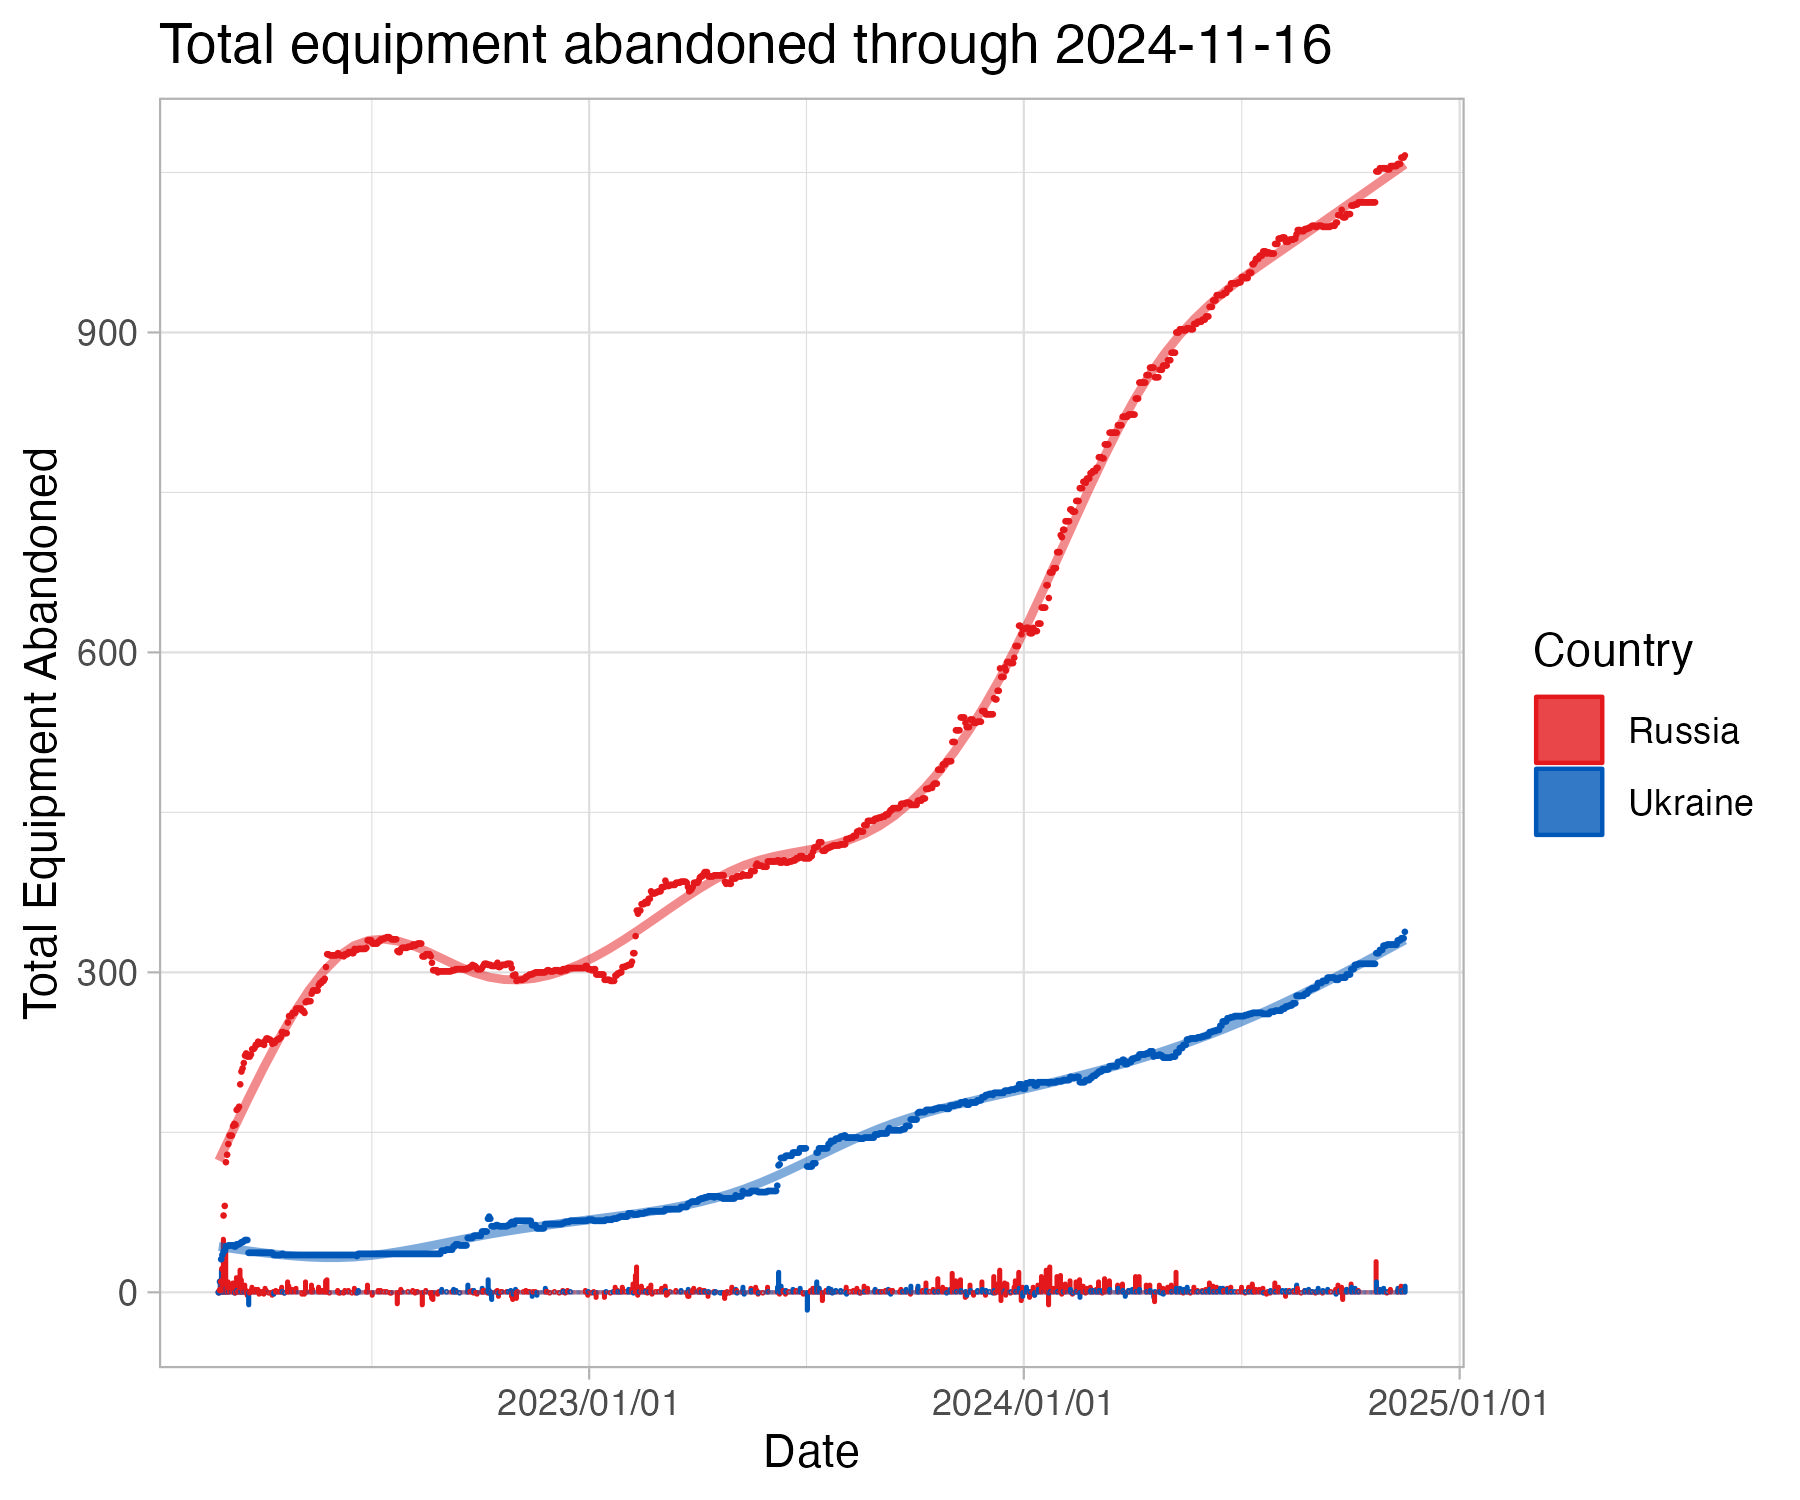 Total equipment abandoned through 2024-11-16
Total Equipment Abandoned
900
600
300
0
2023/01/01
2024/01/01
2025/01/01
Date
Country
Russia
Ukraine